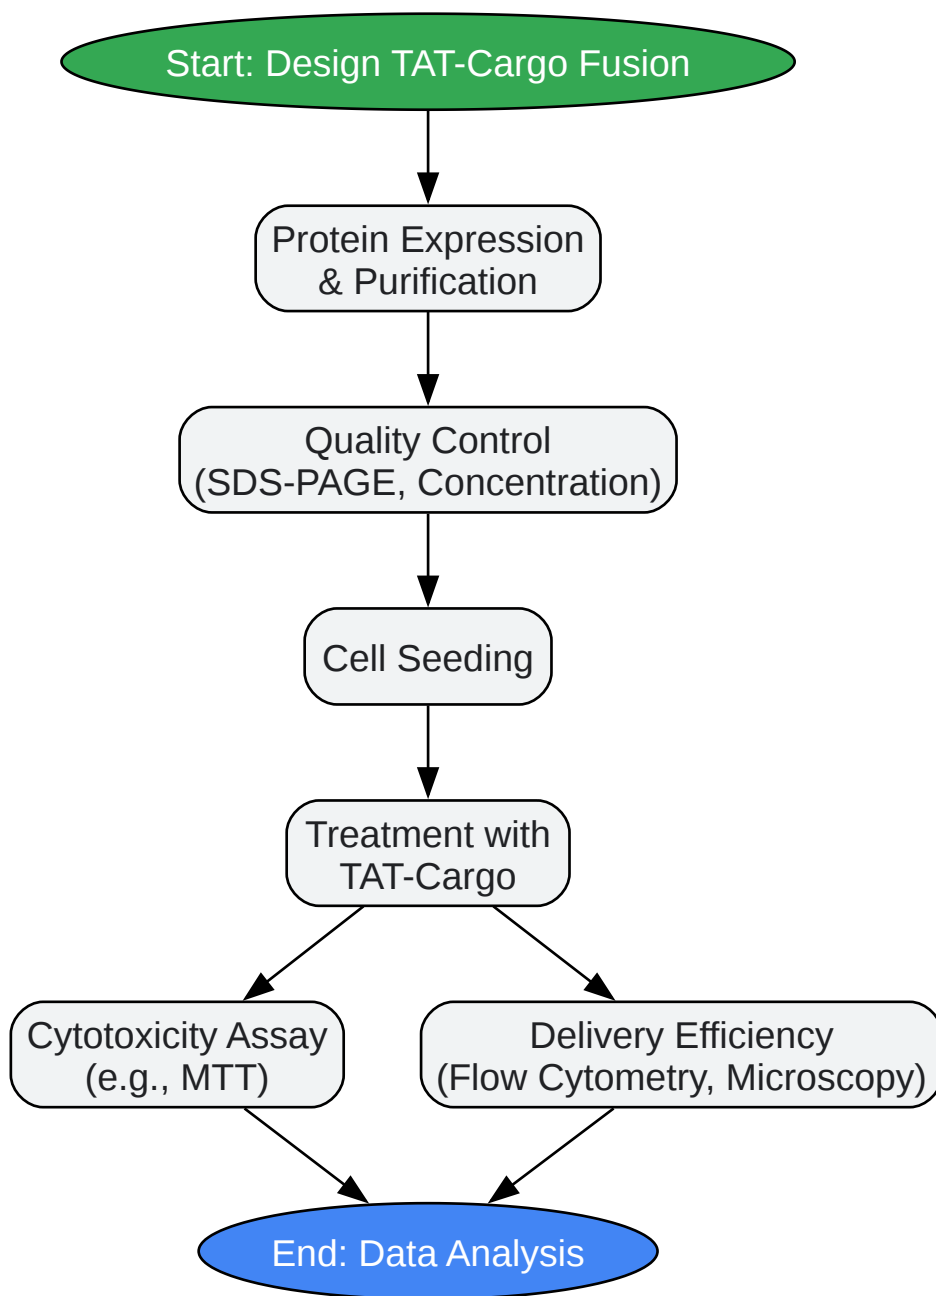 Start: Design TAT-Cargo Fusion
Protein Expression
& Purification
Quality Control
(SDS-PAGE, Concentration)
Cell Seeding
Treatment with
TAT-Cargo
Cytotoxicity Assay
(e.g., MTT)
Delivery Efficiency
(Flow Cytometry, Microscopy)
End: Data Analysis